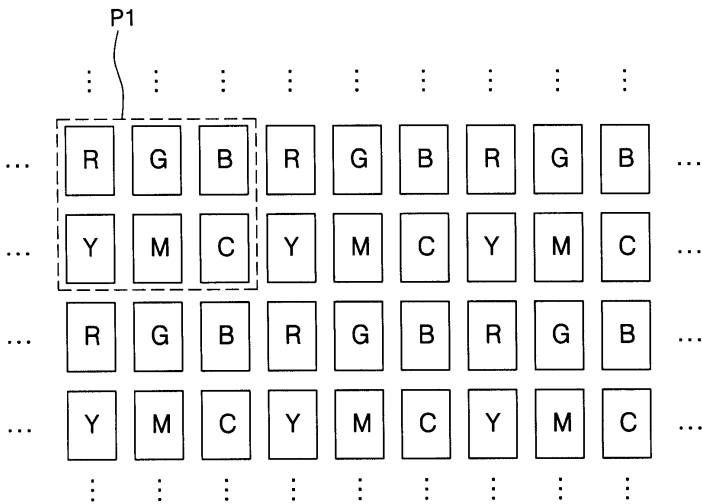 P1
⋮ ⋮ ⋮ ⋮ ⋮ ⋮ ⋮ ⋮ ⋮
... R G B R G B R G B ...
... Y M C Y M C Y M C ...
... R G B R G B R G B ...
... Y M C Y M C Y M C ...
⋮ ⋮ ⋮ ⋮ ⋮ ⋮ ⋮ ⋮ ⋮